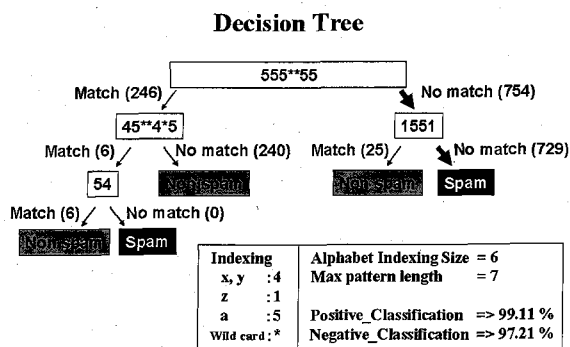 Decision Tree
555**55
Match (246)
No match (754)
45**4*5
1551
Match (6)
No match (240)
Match (25)
No match (729)
54
Non spam
Non spam
Spam
Match (6)
No match (0)
Non spam
Spam
Indexing
x, y : 4
z : 1
a : 5
Wild card : *
Alphabet Indexing Size = 6
Max pattern length = 7
Positive_Classification => 99.11 %
Negative_Classification => 97.21 %